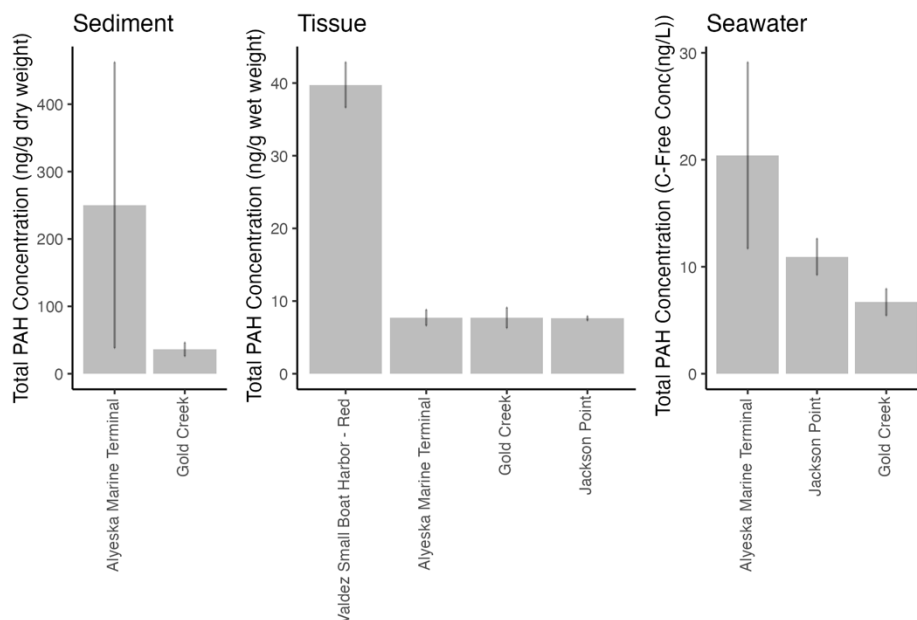 Sediment
Total PAH Concentration (ng/g dry weight)
400
300
200
100
0
Alyeska Marine Terminal
Gold Creek
Tissue
Total PAH Concentration (ng/g wet weight)
40
30
20
10
0
Valdez Small Boat Harbor - Red
Alyeska Marine Terminal
Gold Creek
Jackson Point
Seawater
Total PAH Concentration (C-Free Conc(ng/L))
30
20
10
0
Alyeska Marine Terminal
Jackson Point
Gold Creek